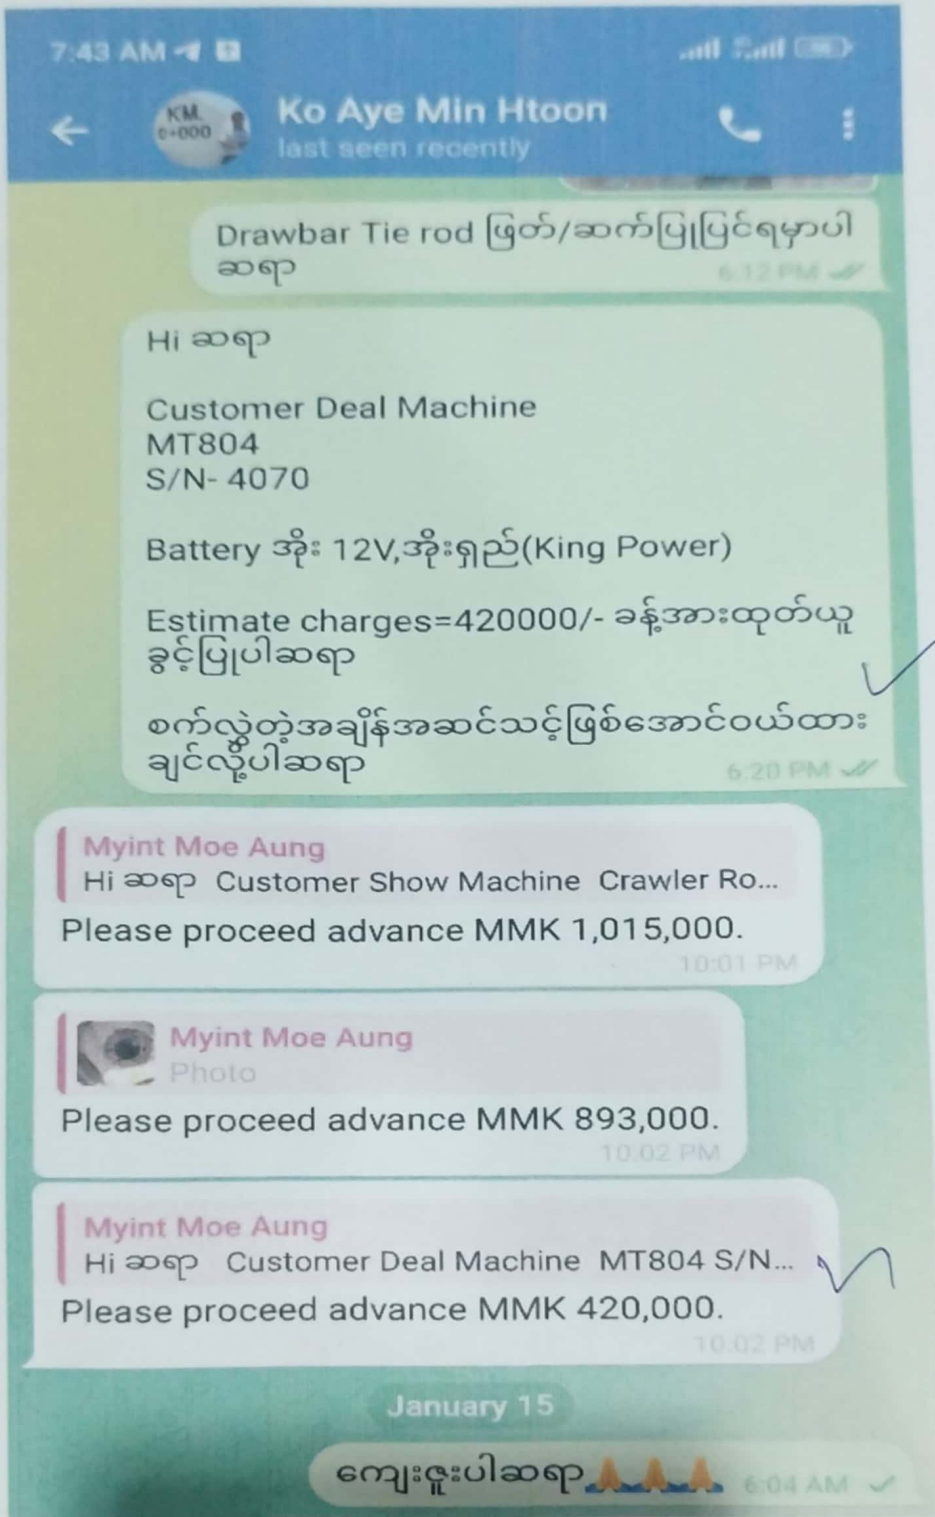 7:43 AM
KM.
0+000
Ko Aye Min Htoon
last seen recently
Drawbar Tie rod ဖြတ်/ဆက်ပြုပြင်ရမှာပါ
ဆရာ
6:12 PM
Hi ဆရာ
Customer Deal Machine
MT804
S/N- 4070
Battery အိုး 12V,အိုးရှည်(King Power)
Estimate charges=420000/- ခန့်အားထုတ်ယူ
ခွင့်ပြုပါဆရာ
စက်လွှဲတဲ့အချိန်အဆင်သင့်ဖြစ်အောင်ဝယ်ထား
ချင်လို့ပါဆရာ
6:20 PM
Myint Moe Aung
Hi ဆရာ Customer Show Machine Crawler Ro...
Please proceed advance MMK 1,015,000.
10:01 PM
Myint Moe Aung
Photo
Please proceed advance MMK 893,000.
10:02 PM
Myint Moe Aung
Hi ဆရာ Customer Deal Machine MT804 S/N...
Please proceed advance MMK 420,000.
10:02 PM
January 15
ကျေးဇူးပါဆရာ🙏🙏🙏
6:04 AM